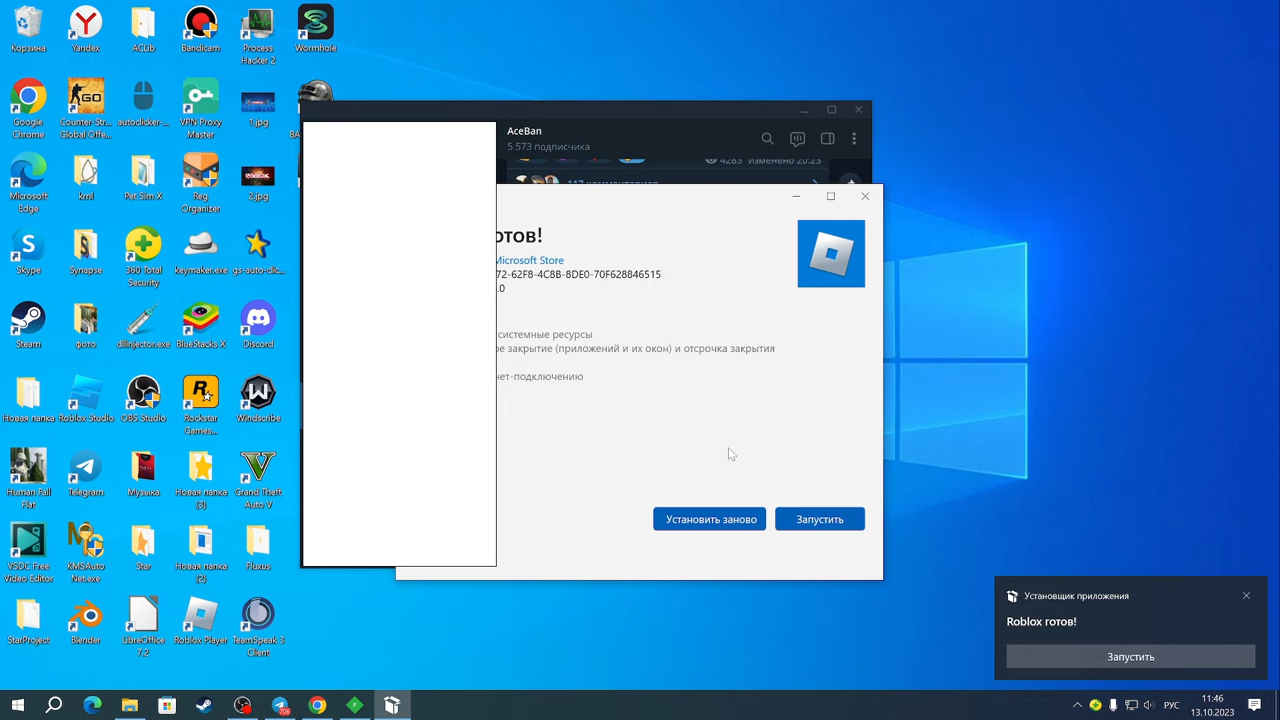 Корзина
Yandex
ACLib
Bandicam
Process
Hacker 2
Wormhole
Google
Chrome
Counter-Str...
Global Offe...
autoclicker-...
VPN Proxy
Master
1.jpg
Microsoft
Edge
kml
Pet Sim X
Reg
Organizer
2.jpg
Skype
Synapse
360 Total
Security
keymaker.exe
gs-auto-clic...
Steam
фото
dllinjector.exe
BlueStacks X
Discord
Новая папка
Roblox Studio
OBS Studio
Rockstar
Games...
Windscribe
Human Fall
Flat
Telegram
Музыка
Новая папка
(3)
Grand Theft
Auto V
VSDC Free
Video Editor
KMSAuto
Net.exe
Star
Новая папка
(2)
Fluxus
StarProject
Blender
LibreOffice
7.2
Roblox Player
TeamSpeak 3
Client
AceBan
5 573 подписчика
4283 изменено 20:23
117 комментариев
отов!
Microsoft Store
72-62F8-4C8B-8DE0-70F628846515
.0
системные ресурсы
ое закрытие (приложений и их окон) и отсрочка закрытия
нет-подключению
Установить заново
Запустить
Установщик приложения
Roblox готов!
Запустить
706
РУС
11:46
13.10.2023